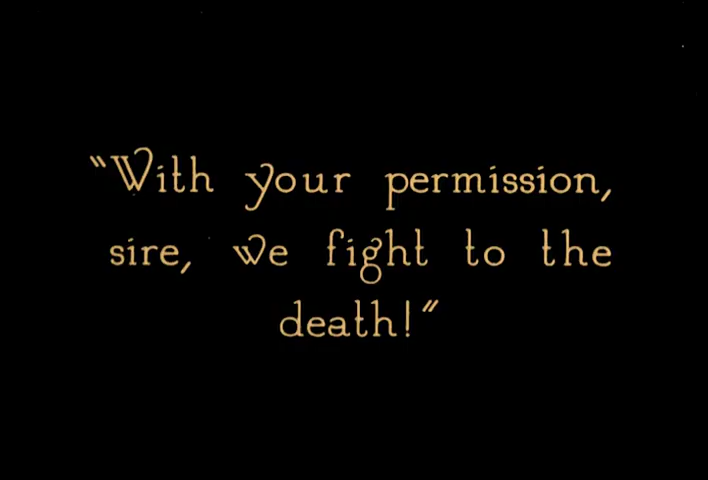 “With your permission,
sire, we fight to the
death!”